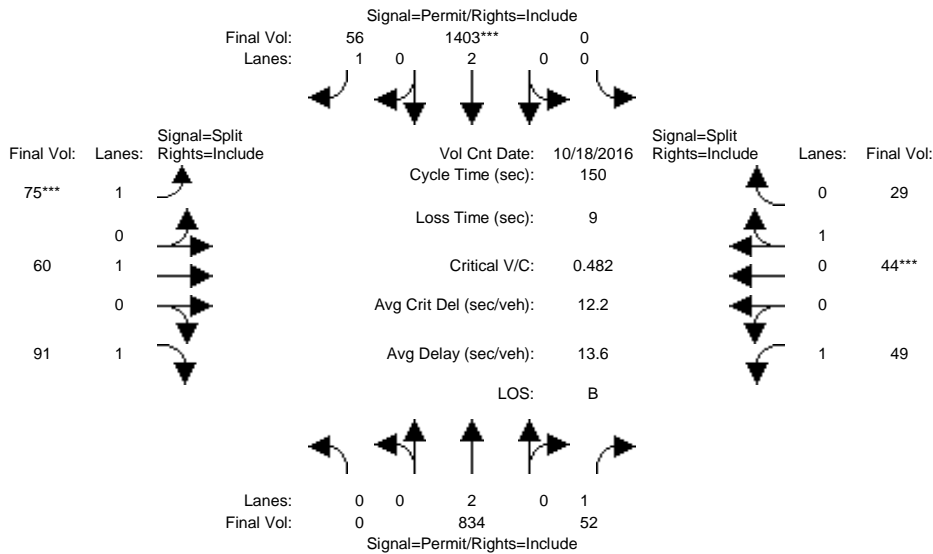 Signal=Permit/Rights=Include
Final Vol: 56 1403*** 0
Lanes: 1 0 2 0 0
Signal=Split Signal=Split
Final Vol: Lanes: Rights=Include Vol Cnt Date: 10/18/2016 Rights=Include Lanes: Final Vol:
Cycle Time (sec): 150
75*** 1 0 29
Loss Time (sec): 9
0 1
60 1 Critical V/C: 0.482 0 44***
0 Avg Crit Del (sec/veh): 12.2 0
91 1 Avg Delay (sec/veh): 13.6 1 49
LOS: B
Lanes: 0 0 2 0 1
Final Vol: 0 834 52
Signal=Permit/Rights=Include